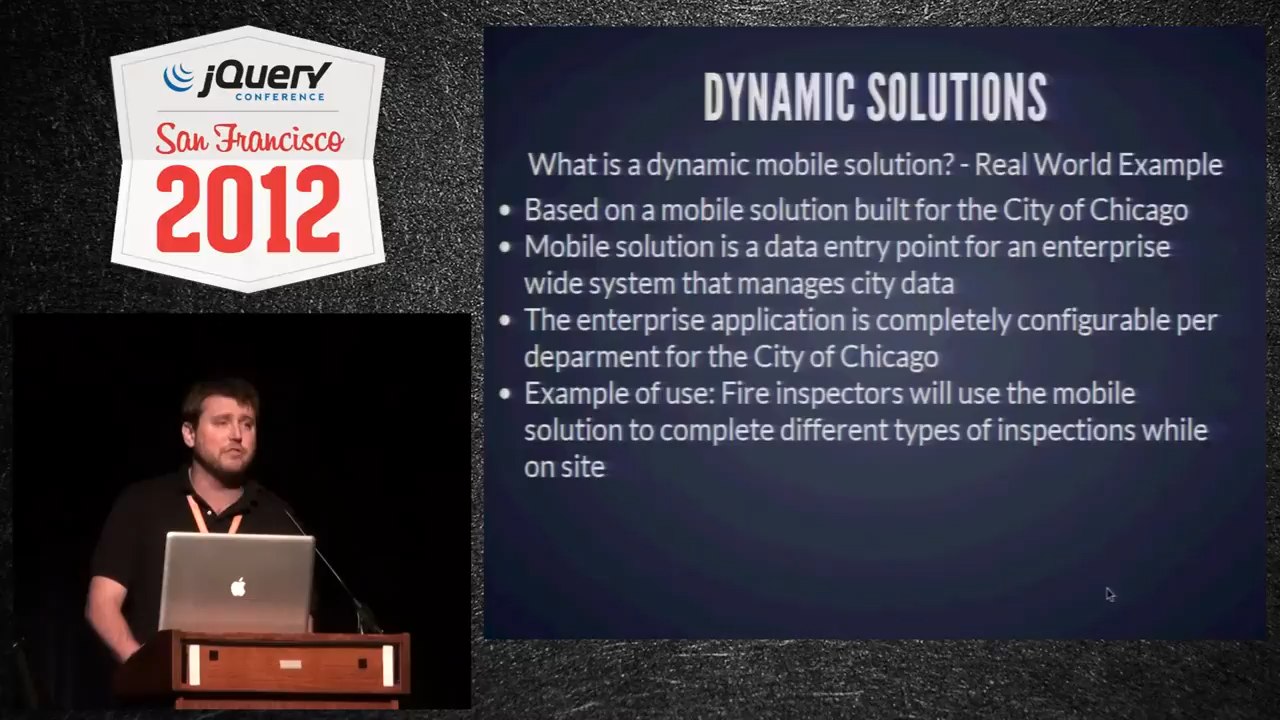 jQuery
CONFERENCE
San Francisco
2012
DYNAMIC SOLUTIONS
What is a dynamic mobile solution? - Real World Example
• Based on a mobile solution built for the City of Chicago
• Mobile solution is a data entry point for an enterprise
wide system that manages city data
• The enterprise application is completely configurable per
deparment for the City of Chicago
• Example of use: Fire inspectors will use the mobile
solution to complete different types of inspections while
on site